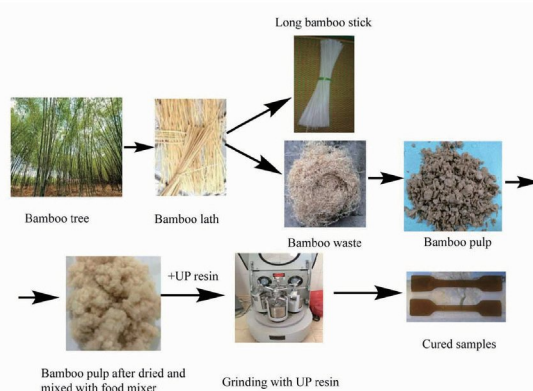 Long bamboo stick
Bamboo tree
Bamboo lath
Bamboo waste
Bamboo pulp
+UP resin
Bamboo pulp after dried and
mixed with food mixer
Grinding with UP resin
Cured samples